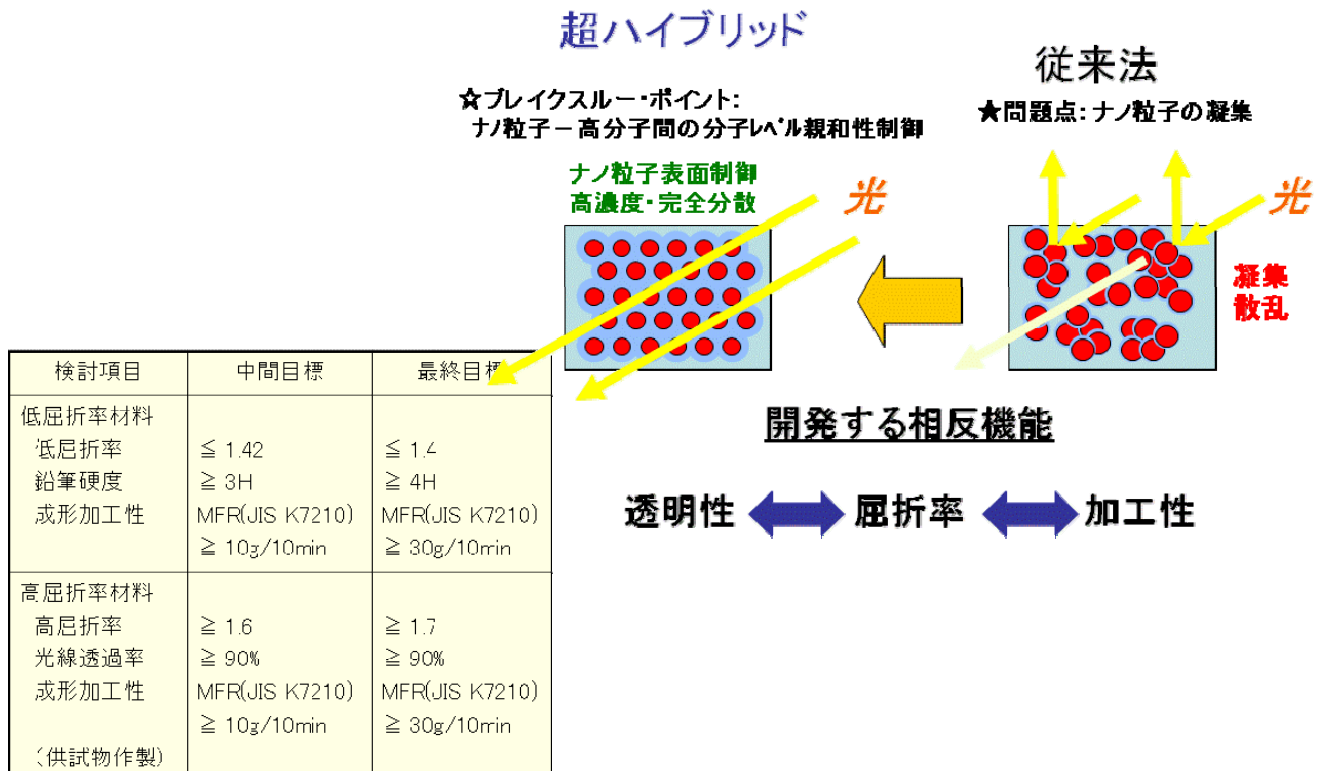 超ハイブリッド
従来法
☆ブレイクスルー・ポイント:
ナノ粒子－高分子間の分子レベル親和性制御
★問題点：ナノ粒子の凝集
ナノ粒子表面制御
高濃度・完全分散
光
光
凝集
散乱
検討項目 中間目標 最終目標
低屈折率材料
低屈折率 ≦ 1.42 ≦ 1.4
鉛筆硬度 ≧ 3H ≧ 4H
成形加工性 MFR(JIS K7210) MFR(JIS K7210)
≧ 10g/10min ≧ 30g/10min
高屈折率材料
高屈折率 ≧ 1.6 ≧ 1.7
光線透過率 ≧ 90% ≧ 90%
成形加工性 MFR(JIS K7210) MFR(JIS K7210)
≧ 10g/10min ≧ 30g/10min
(供試物作製)
開発する相反機能
透明性 屈折率 加工性